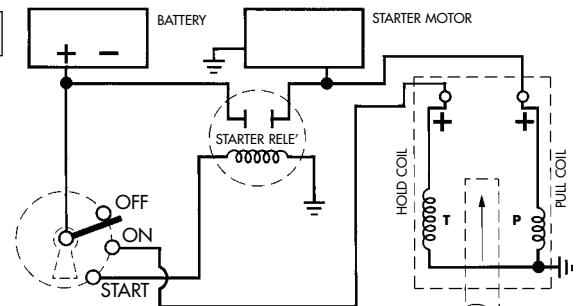 BATTERY
STARTER MOTOR
+ −
STARTER RELE'
HOLD COIL
+ +
PULL COIL
T P
OFF
ON
START